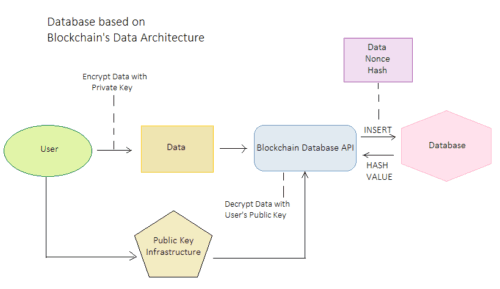 Database based on
Blockchain's Data Architecture
Data
Nonce
Hash
Encrypt Data with
Private Key
INSERT
User
Data
Blockchain Database API
Database
HASH
VALUE
Decrypt Data with
User's Public Key
Public Key
Infrastructure